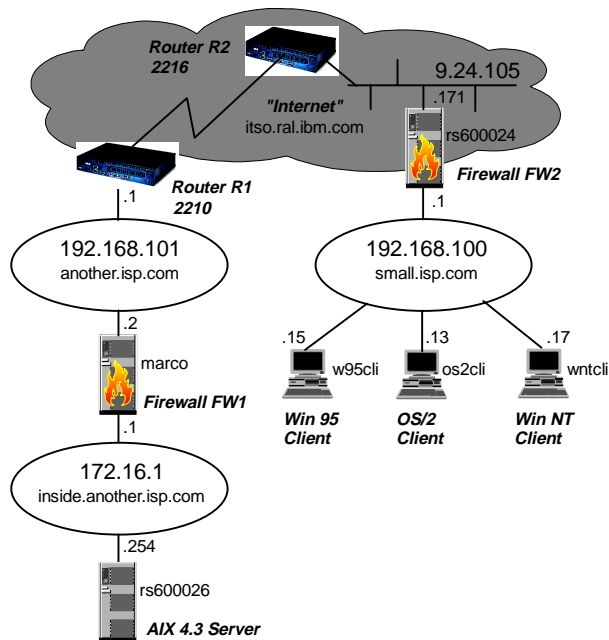 Router R2
2216
9.24.105
"Internet"
itso.ral.ibm.com
.171
rs600024
Firewall FW2
Router R1
2210
.1
.1
192.168.101
another.isp.com
192.168.100
small.isp.com
.2
marco
Firewall FW1
.1
.15
w95cli
.13
os2cli
.17
wntcli
Win 95
Client
OS/2
Client
Win NT
Client
172.16.1
inside.another.isp.com
.254
rs600026
AIX 4.3 Server